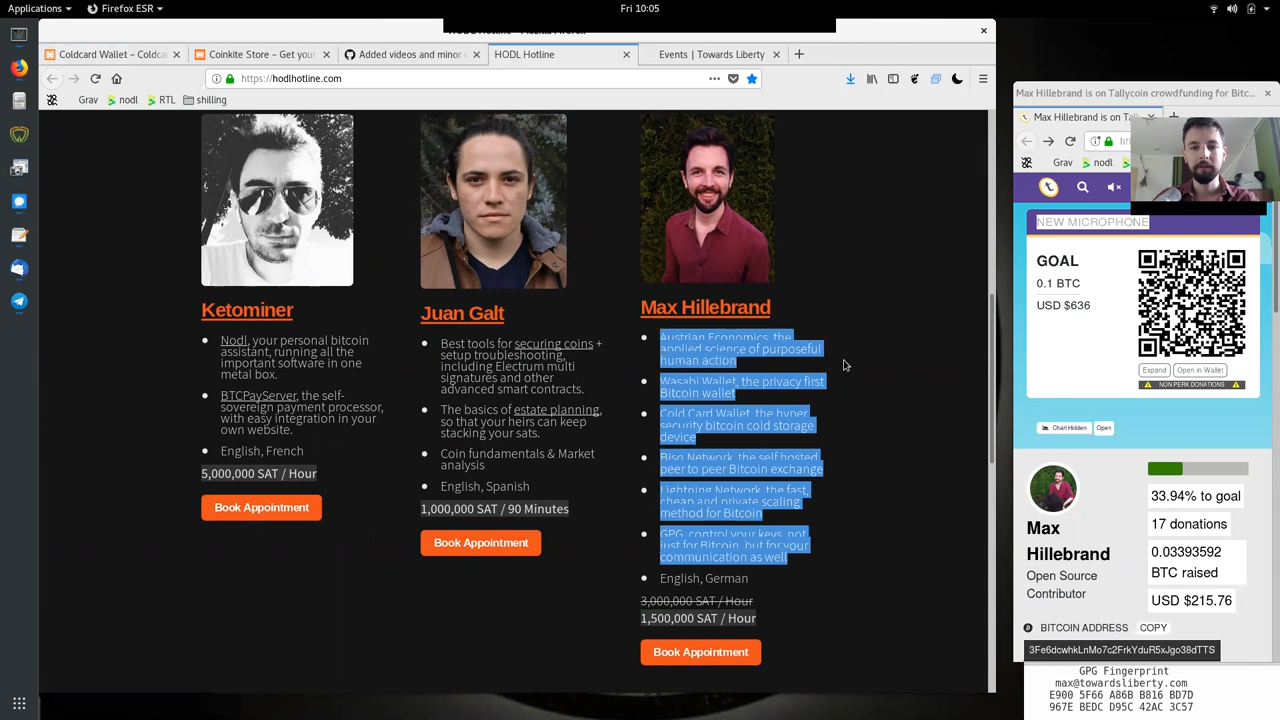 Applications
Firefox ESR
Fri 10:05
Coldcard Wallet – Coldca
Coinkite Store – Get your
Added videos and minor
HODL Hotline
Events | Towards Liberty
https://hodlhotline.com
Grav
nodl
RTL
shilling
Ketominer
Nodl, your personal bitcoin
assistant, running all the
important software in one
metal box.
BTCPayServer, the self-
sovereign payment processor,
with easy integration in your
own website.
English, French
5,000,000 SAT / Hour
Book Appointment
Juan Galt
Best tools for securing coins +
setup troubleshooting,
including Electrum multi
signatures and other
advanced smart contracts.
The basics of estate planning,
so that your heirs can keep
stacking your sats.
Coin fundamentals & Market
analysis
English, Spanish
1,000,000 SAT / 90 Minutes
Book Appointment
Max Hillebrand
Austrian Economics, the
applied science of purposeful
human action
Wasabi Wallet, the privacy first
Bitcoin wallet
Cold Card Wallet, the hyper
security bitcoin cold storage
device
Bisq Network, the self hosted
peer to peer Bitcoin exchange
Lightning Network, the fast,
cheap and private scaling
method for Bitcoin
GPG, control your keys, not
just for Bitcoin, but for your
communication as well
English, German
3,000,000 SAT / Hour
1,500,000 SAT / Hour
Book Appointment
Max Hillebrand is on Tallycoin crowdfunding for Bitc...
Max Hillebrand is on Tal
Grav
nodl
NEW MICROPHONE
GOAL
0.1 BTC
USD $636
Expand
Open in Wallet
NON PERK DONATIONS
Chart Hidden
Open
Max
Hillebrand
Open Source
Contributor
33.94% to goal
17 donations
0.03393592
BTC raised
USD $215.76
BITCOIN ADDRESS
COPY
3Fe6dcwhkLnMo7c2FrkYduR5xJgo38dTTS
GPG Fingerprint
max@towardsliberty.com
E900 5F66 A86B B816 BD7D
967E BEDC D95C 42AC 3C57